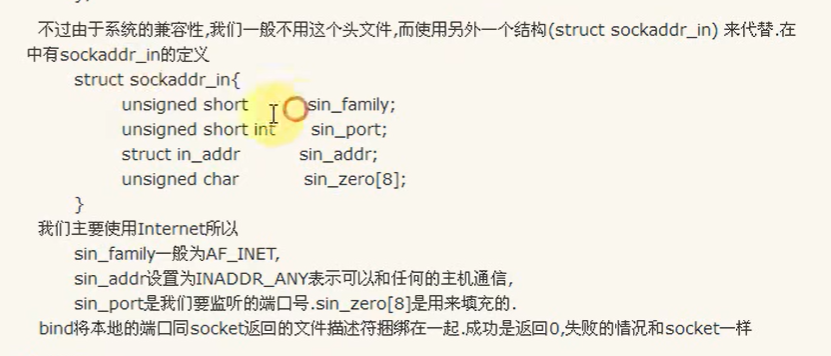 不过由于系统的兼容性,我们一般不用这个头文件,而使用另外一个结构(struct sockaddr_in) 来代替.在
中有sockaddr_in的定义
struct sockaddr_in{
unsigned short sin_family;
unsigned short int sin_port;
struct in_addr sin_addr;
unsigned char sin_zero[8];
}
我们主要使用Internet所以
sin_family一般为AF_INET,
sin_addr设置为INADDR_ANY表示可以和任何的主机通信,
sin_port是我们要监听的端口号.sin_zero[8]是用来填充的.
bind将本地的端口同socket返回的文件描述符捆绑在一起.成功是返回0,失败的情况和socket一样